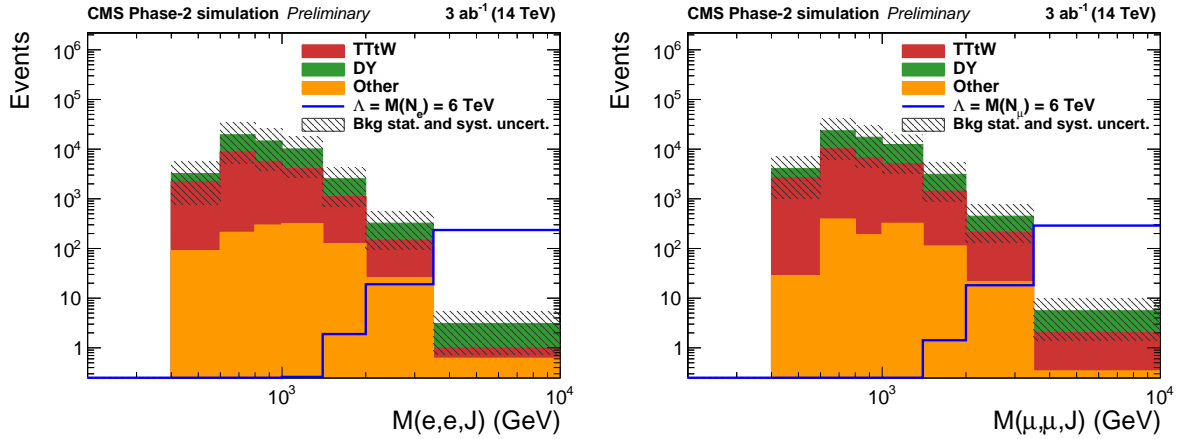 CMS Phase-2 simulation Preliminary 3 ab⁻¹ (14 TeV)
Events
10⁶
10⁵
10⁴
10³
10²
10
1
TTtW
DY
Other
Λ = M(Nₑ) = 6 TeV
Bkg stat. and syst. uncert.
10³
10⁴
M(e,e,J) (GeV)
CMS Phase-2 simulation Preliminary 3 ab⁻¹ (14 TeV)
Events
10⁶
10⁵
10⁴
10³
10²
10
1
TTtW
DY
Other
Λ = M(N_μ) = 6 TeV
Bkg stat. and syst. uncert.
10³
10⁴
M(μ,μ,J) (GeV)